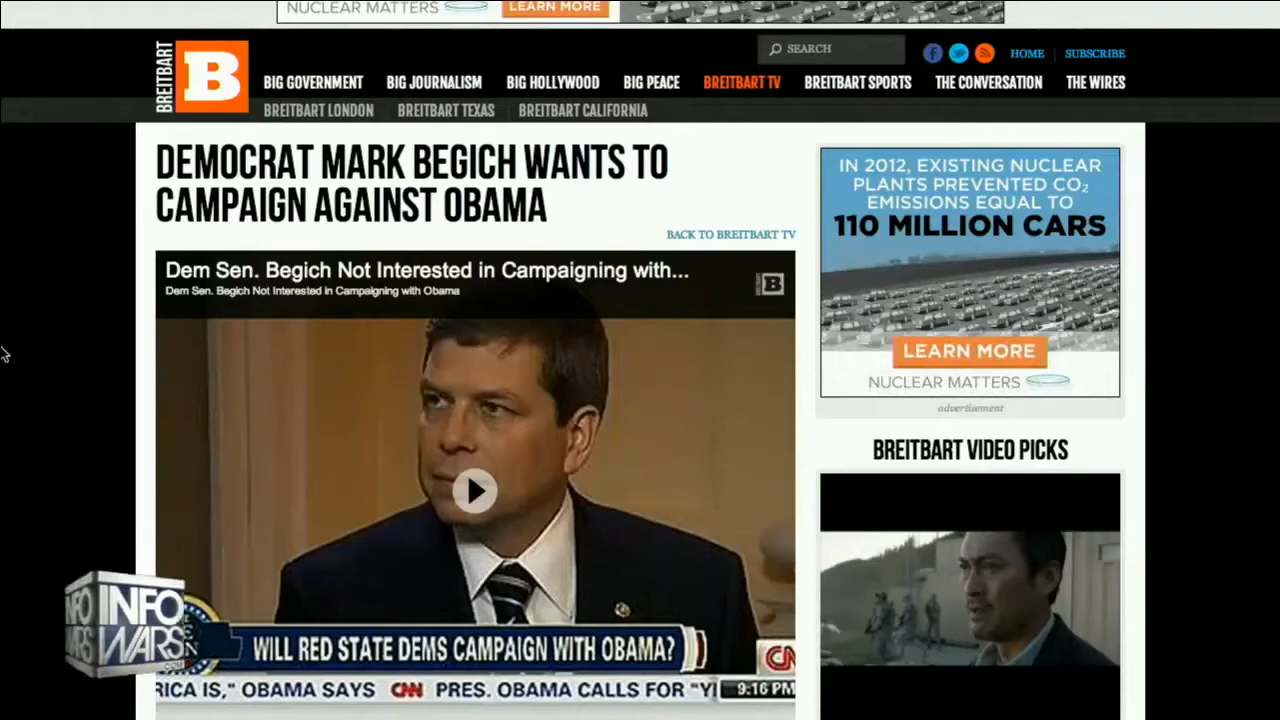 NUCLEAR MATTERS
LEARN MORE
BREITBART
B
SEARCH
HOME
SUBSCRIBE
BIG GOVERNMENT
BIG JOURNALISM
BIG HOLLYWOOD
BIG PEACE
BREITBART TV
BREITBART SPORTS
THE CONVERSATION
THE WIRES
BREITBART LONDON
BREITBART TEXAS
BREITBART CALIFORNIA
DEMOCRAT MARK BEGICH WANTS TO
CAMPAIGN AGAINST OBAMA
BACK TO BREITBART TV
Dem Sen. Begich Not Interested in Campaigning with...
Dem Sen. Begich Not Interested in Campaigning with Obama
B
WILL RED STATE DEMS CAMPAIGN WITH OBAMA?
CN
RICA IS," OBAMA SAYS CNN PRES. OBAMA CALLS FOR "Y
9:16 PM
INFO
WARS
.COM
IN 2012, EXISTING NUCLEAR
PLANTS PREVENTED CO₂
EMISSIONS EQUAL TO
110 MILLION CARS
LEARN MORE
NUCLEAR MATTERS
advertisement
BREITBART VIDEO PICKS